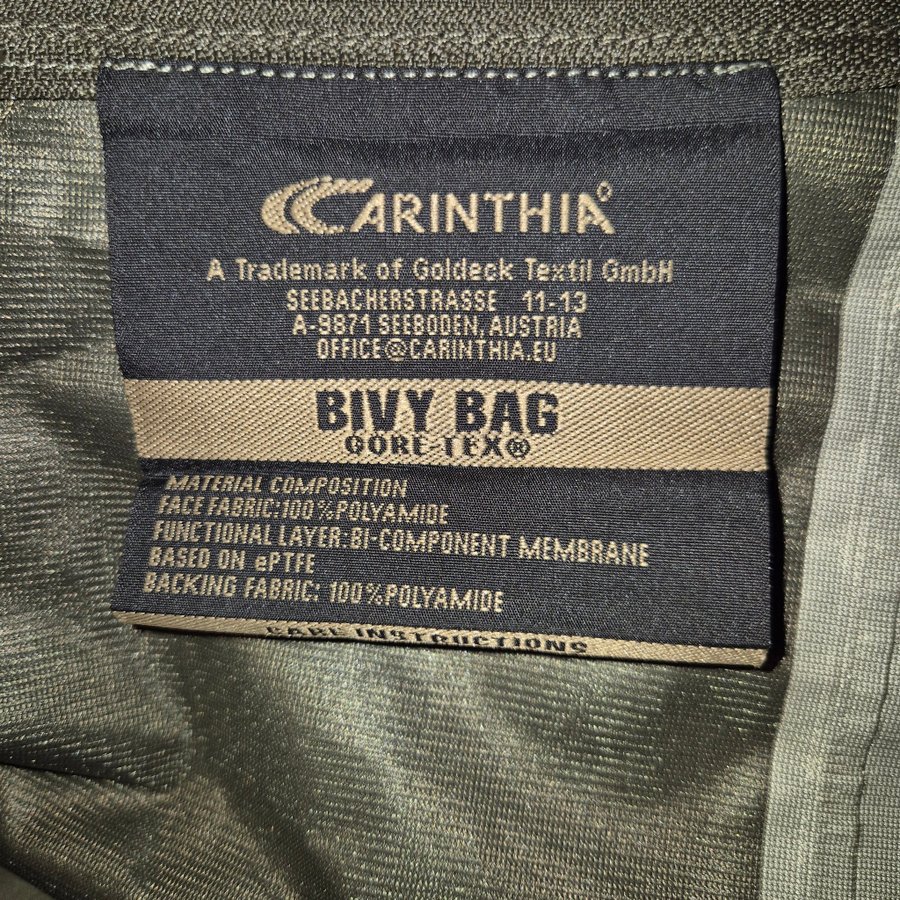 CARINTHIA®
A Trademark of Goldeck Textil GmbH
SEEBACHERSTRASSE 11-13
A-9871 SEEBODEN, AUSTRIA
OFFICE@CARINTHIA.EU
BIVY BAG
GORE-TEX®
MATERIAL COMPOSITION
FACE FABRIC:100%POLYAMIDE
FUNCTIONAL LAYER:BI-COMPONENT MEMBRANE
BASED ON ePTFE
BACKING FABRIC: 100%POLYAMIDE
CARE INSTRUCTIONS